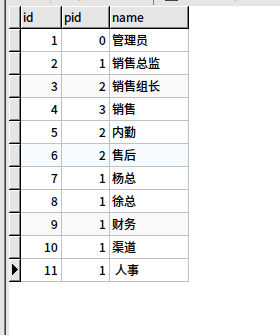 id pid name
1 0 管理员
2 1 销售总监
3 2 销售组长
4 3 销售
5 2 内勤
6 2 售后
7 1 杨总
8 1 徐总
9 1 财务
10 1 渠道
11 1 人事